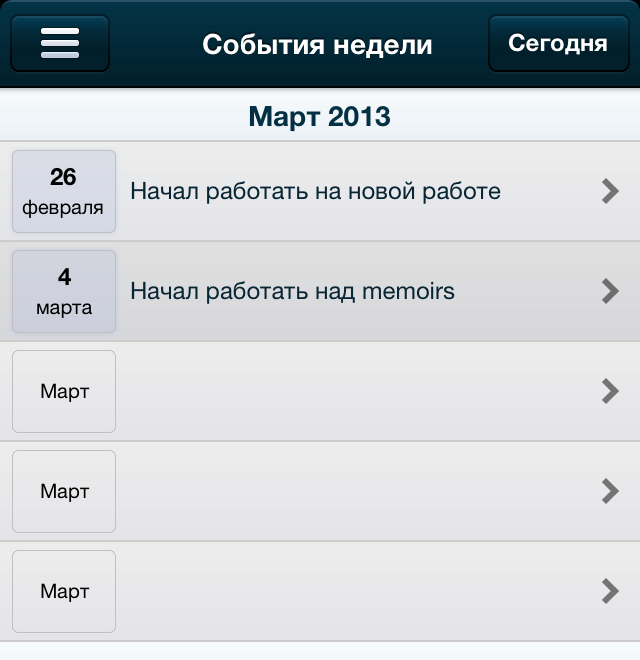 События недели
Сегодня
Март 2013
26
февраля
Начал работать на новой работе
4
марта
Начал работать над memoirs
Март
Март
Март